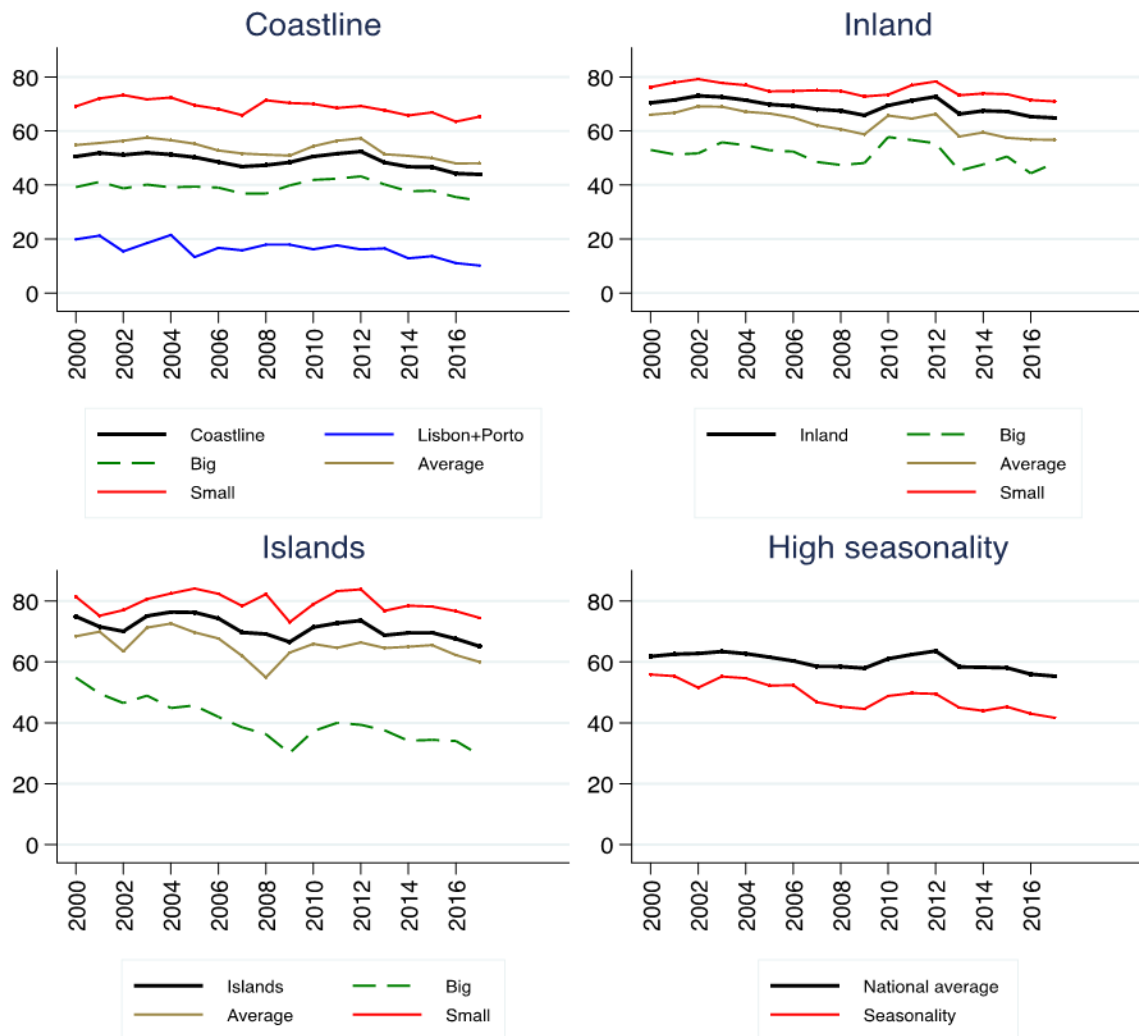 Coastline
80
60
40
20
0
2000 2002 2004 2006 2008 2010 2012 2014 2016
Coastline Lisbon+Porto
Big Average
Small
Inland
80
60
40
20
0
2000 2002 2004 2006 2008 2010 2012 2014 2016
Inland Big
Average
Small
Islands
80
60
40
20
0
2000 2002 2004 2006 2008 2010 2012 2014 2016
Islands Big
Average Small
High seasonality
80
60
40
20
0
2000 2002 2004 2006 2008 2010 2012 2014 2016
National average
Seasonality